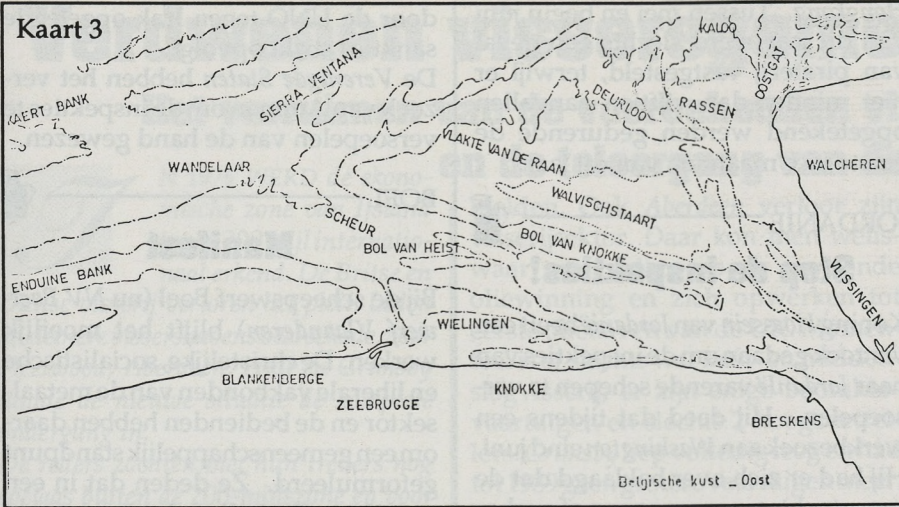 Kaart 3
KALOO
OOSTGAT
SIERRA VENTANA
DEURLOO
RASSEN
KAERT BANK
VLAKTE VAN DE RAAN
WALCHEREN
WANDELAAR
WALVISCHSTAART
SCHEUR
BOL VAN HEIST
BOL VAN KNOKKE
VLISSINGEN
ENDUINE BANK
WIELINGEN
BLANKENBERGE
ZEEBRUGGE
KNOKKE
BRESKENS
Belgische kust _ Oost